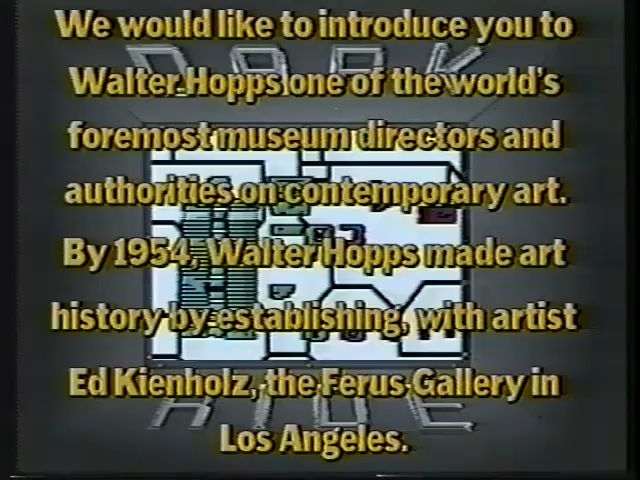 We would like to introduce you to
DARK
Walter Hopps one of the world's
foremost museum directors and
authorities on contemporary art.
By 1954, Walter Hopps made art
history by establishing, with artist
Ed Kienholz, the Ferus Gallery in
RIDE
Los Angeles.